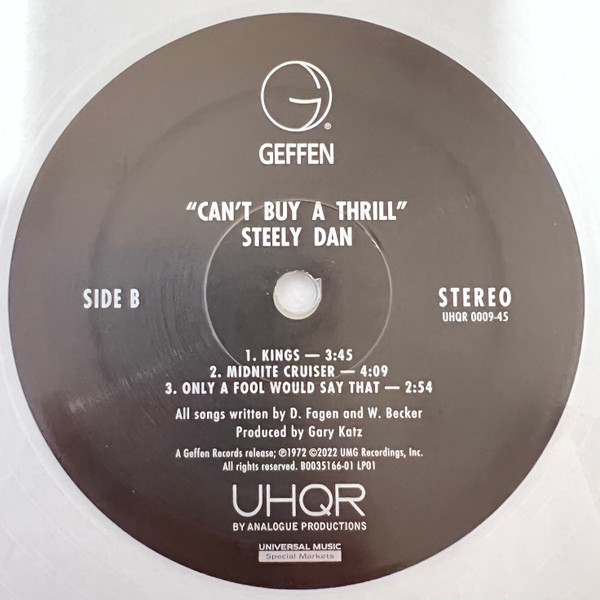 G®
GEFFEN
“CAN’T BUY A THRILL”
STEELY DAN
SIDE B
STEREO
UHQR 0009-45
1. KINGS — 3:45
2. MIDNITE CRUISER — 4:09
3. ONLY A FOOL WOULD SAY THAT — 2:54
All songs written by D. Fagen and W. Becker
Produced by Gary Katz
A Geffen Records release; ℗1972 ©2022 UMG Recordings, Inc.
All rights reserved. B0035166-01 LP01
UHQR
BY ANALOGUE PRODUCTIONS
UNIVERSAL MUSIC
Special Markets